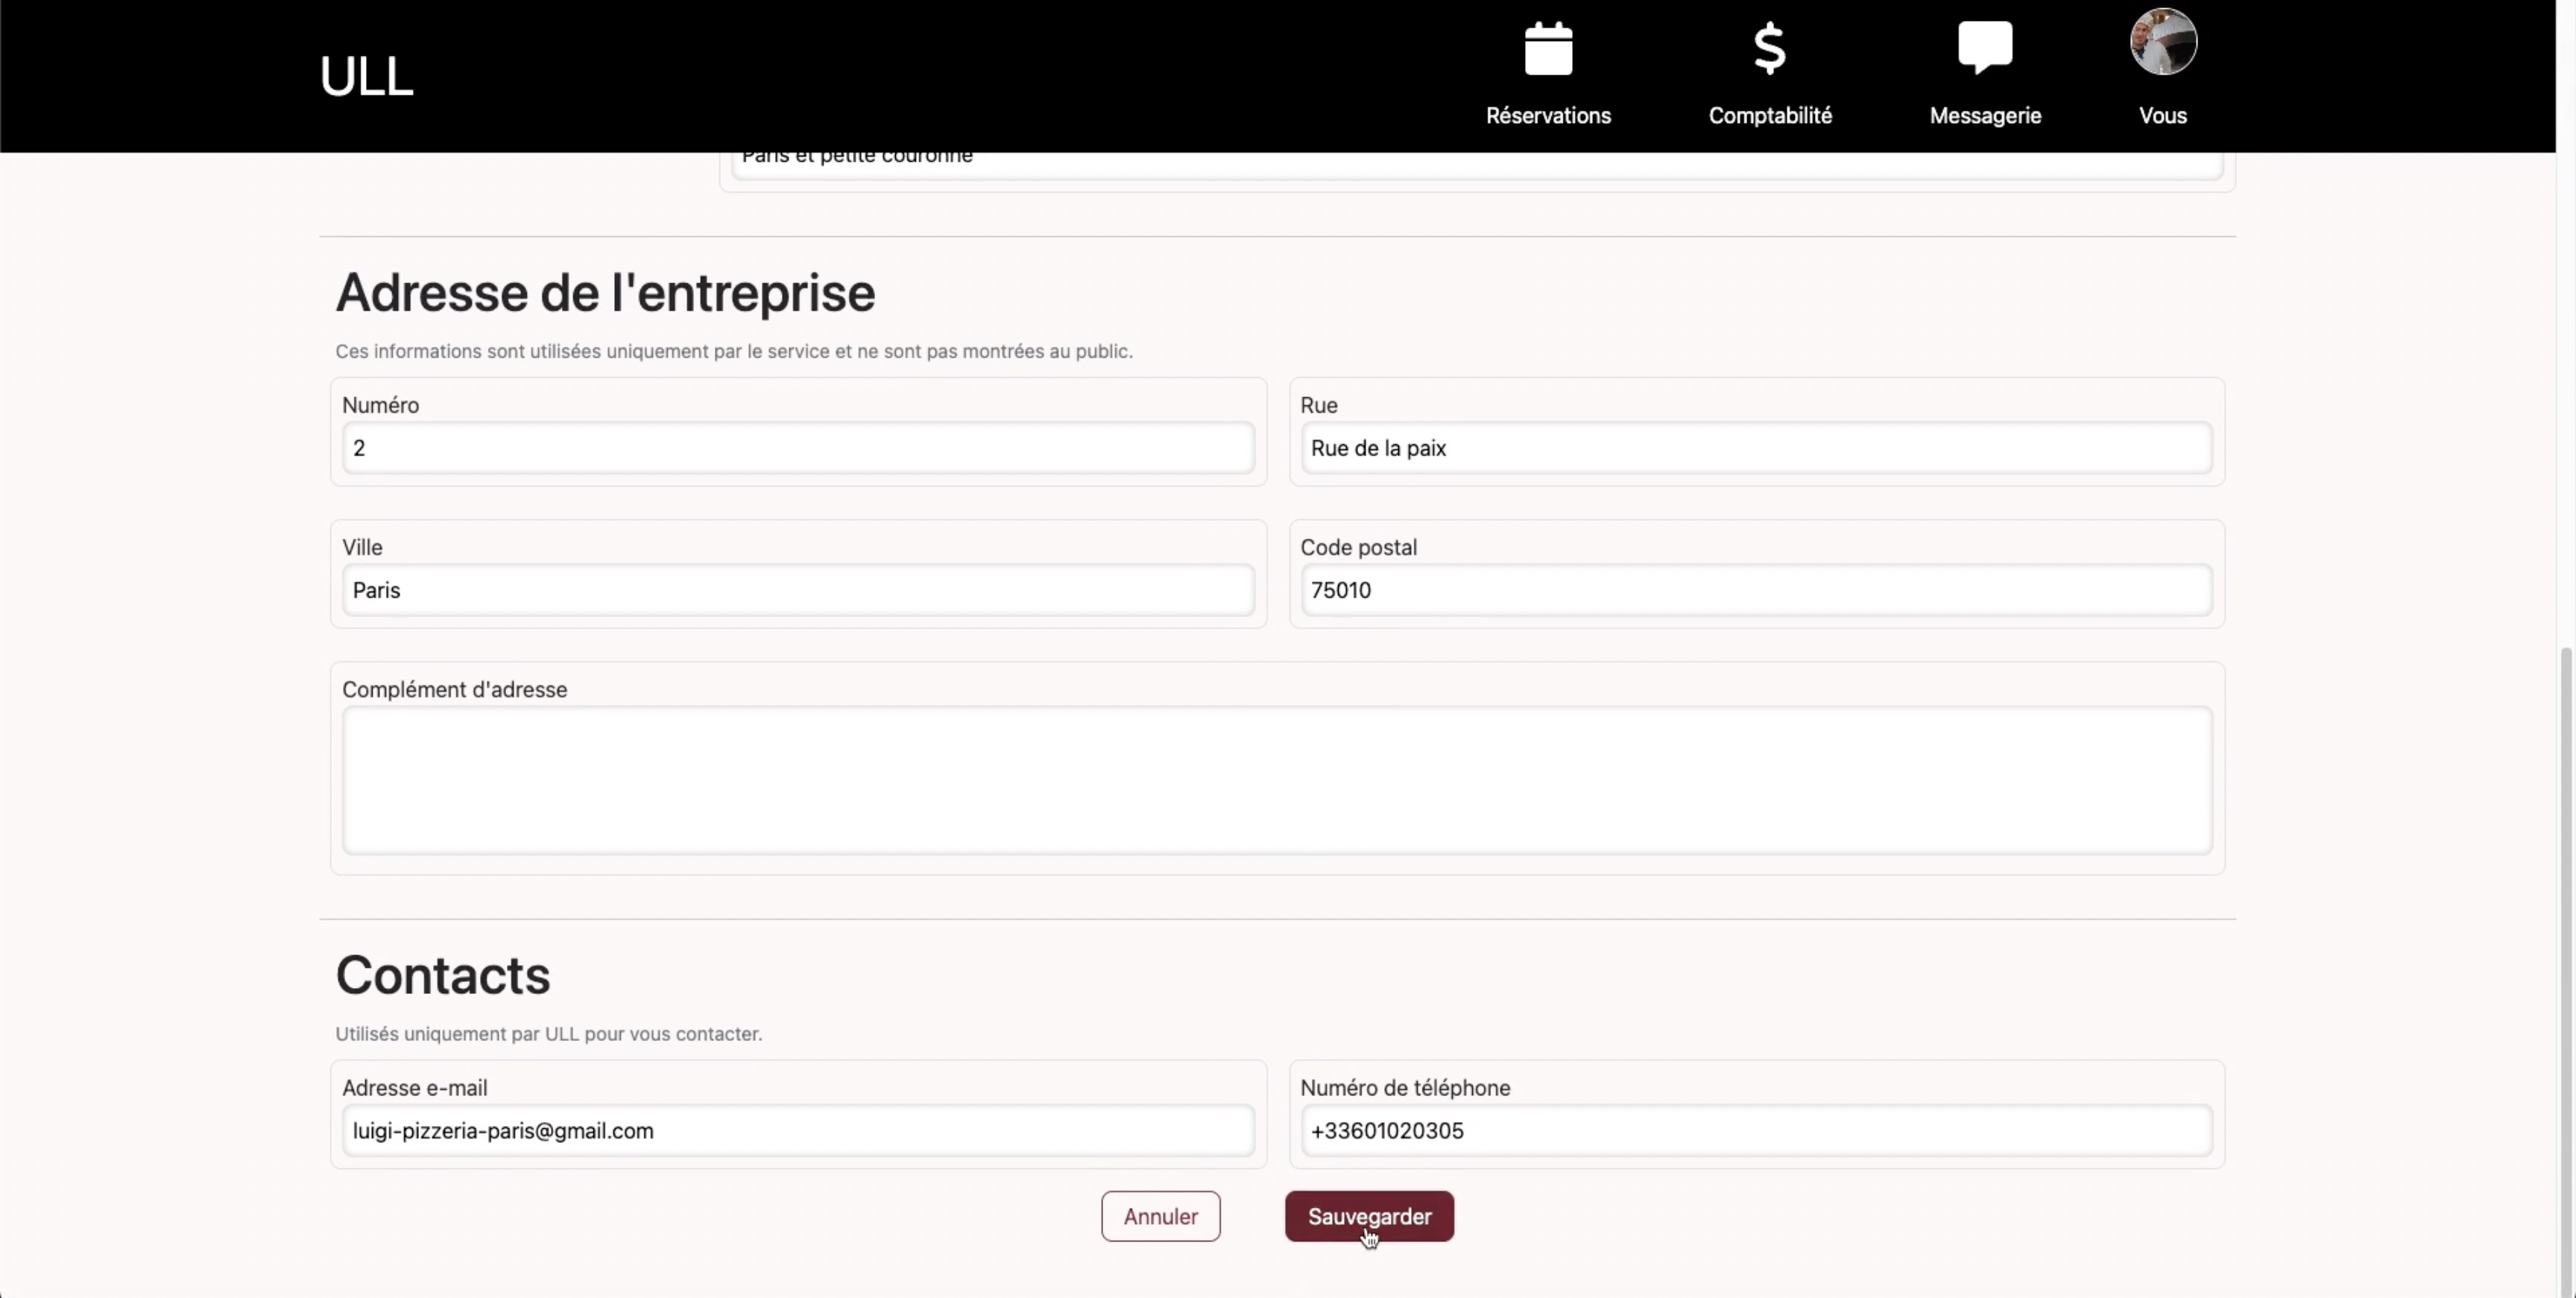 ULL
Réservations
Comptabilité
Messagerie
Vous
Paris et petite couronne
Adresse de l'entreprise
Ces informations sont utilisées uniquement par le service et ne sont pas montrées au public.
Numéro
2
Rue
Rue de la paix
Ville
Paris
Code postal
75010
Complément d'adresse
Contacts
Utilisés uniquement par ULL pour vous contacter.
Adresse e-mail
luigi-pizzeria-paris@gmail.com
Numéro de téléphone
+33601020305
Annuler
Sauvegarder